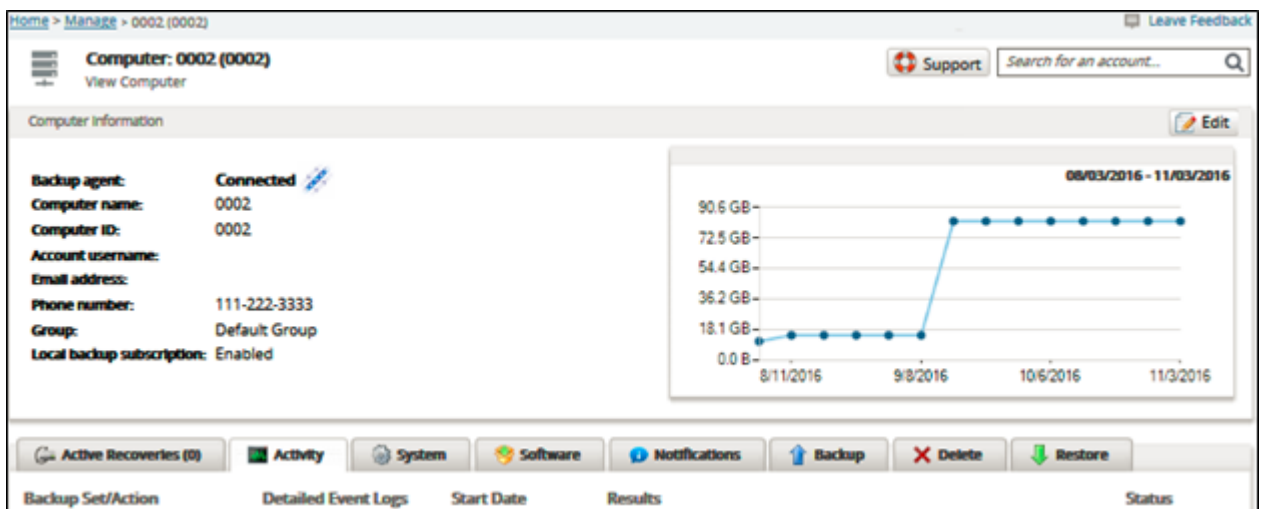 Home > Manage > 0002 (0002)
Leave Feedback
Computer: 0002 (0002)
View Computer
Support
Search for an account...
Computer Information
Edit
Backup agent: Connected
Computer name: 0002
Computer ID: 0002
Account username:
Email address:
Phone number: 111-222-3333
Group: Default Group
Local backup subscription: Enabled
08/03/2016 - 11/03/2016
90.6 GB
72.5 GB
54.4 GB
36.2 GB
18.1 GB
0.0 B
8/11/2016 9/8/2016 10/6/2016 11/3/2016
Active Recoveries (0) Activity System Software Notifications Backup Delete Restore
Backup Set/Action Detailed Event Logs Start Date Results Status